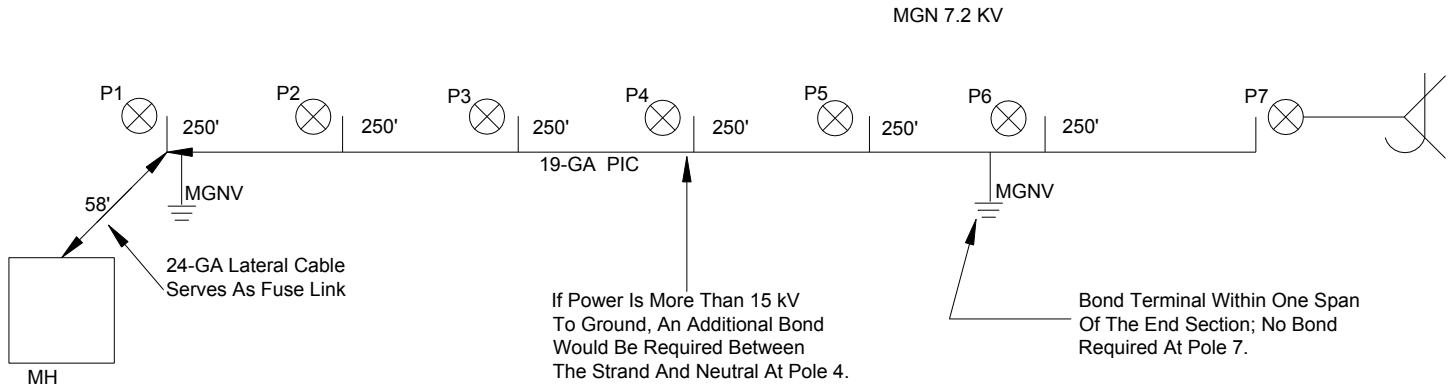 MGN 7.2 KV
P1
P2
P3
P4
P5
P6
P7
250'
250'
250'
250'
250'
250'
19-GA PIC
MGNV
MGNV
58'
24-GA Lateral Cable
Serves As Fuse Link
If Power Is More Than 15 kV
To Ground, An Additional Bond
Would Be Required Between
The Strand And Neutral At Pole 4.
Bond Terminal Within One Span
Of The End Section; No Bond
Required At Pole 7.
MH